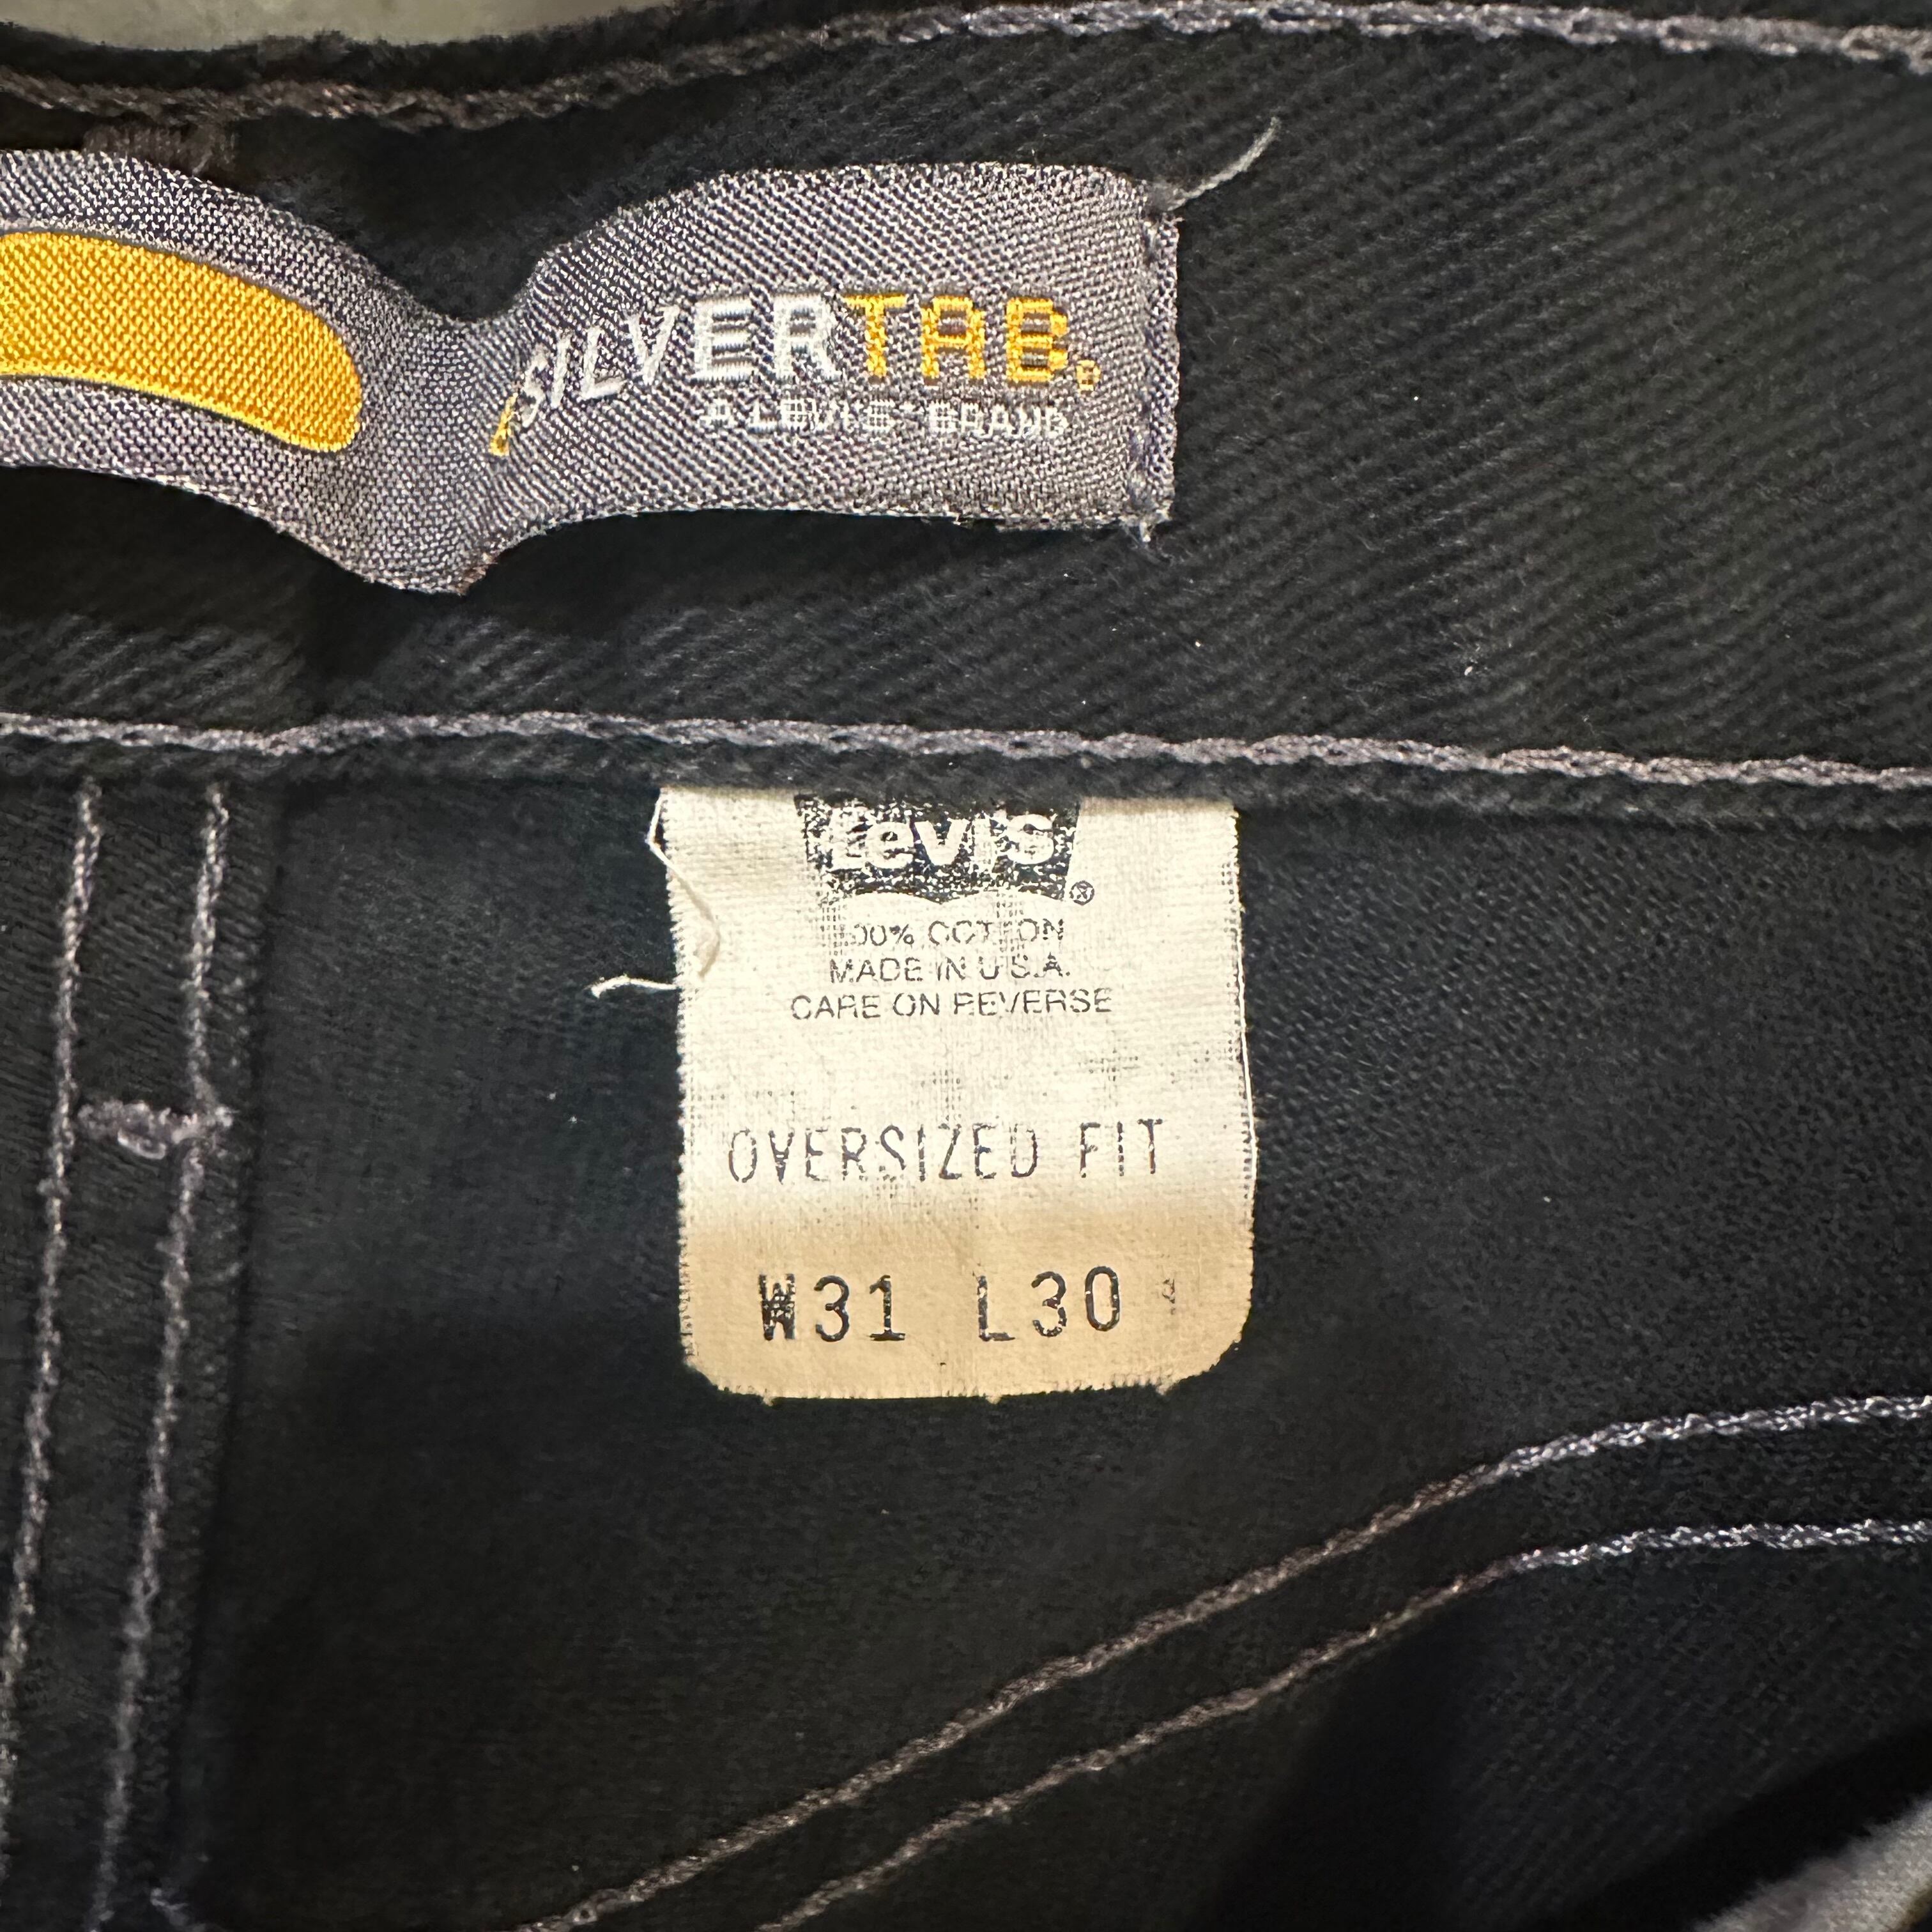 SILVERTAB.
A LEVI'S® BRAND
Levi's ®
100% COTTON
MADE IN U.S.A.
CARE ON REVERSE
OVERSIZED FIT
W31 L30